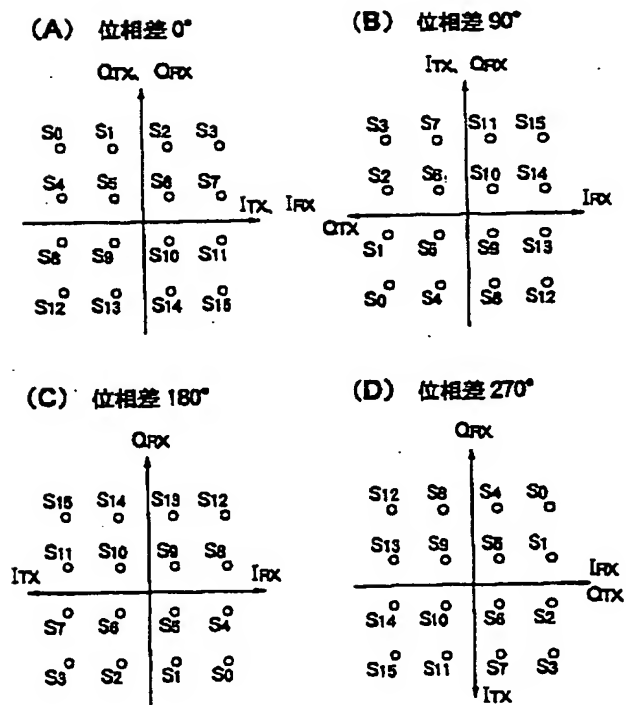 (A) 位相差 0°
QTX、QRX
S0 S1 S2 S3
S4 S5 S6 S7
ITX、IRX
S8 S9 S10 S11
S12 S13 S14 S15
(B) 位相差 90°
ITX、QRX
S3 S7 S11 S15
S2 S6 S10 S14
IRX
QTX
S1 S5 S9 S13
S0 S4 S8 S12
(C) 位相差 180°
QRX
S15 S14 S13 S12
S11 S10 S9 S8
ITX IRX
S7 S6 S5 S4
S3 S2 S1 S0
(D) 位相差 270°
QRX
S12 S8 S4 S0
S13 S9 S5 S1
IRX
QTX
S14 S10 S6 S2
S15 S11 S7 S3
ITX